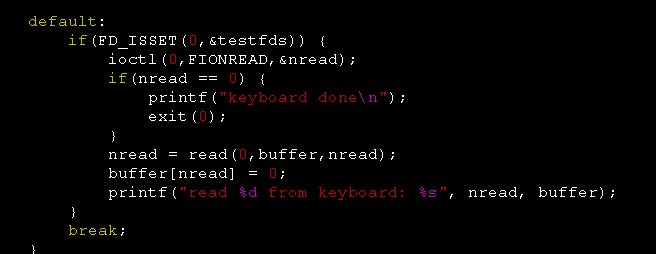 default:
if(FD_ISSET(0,&testfds)) {
ioctl(0,FIONREAD,&nread);
if(nread == 0) {
printf("keyboard done\n");
exit(0);
}
nread = read(0,buffer,nread);
buffer[nread] = 0;
printf("read %d from keyboard: %s", nread, buffer);
}
break;
}